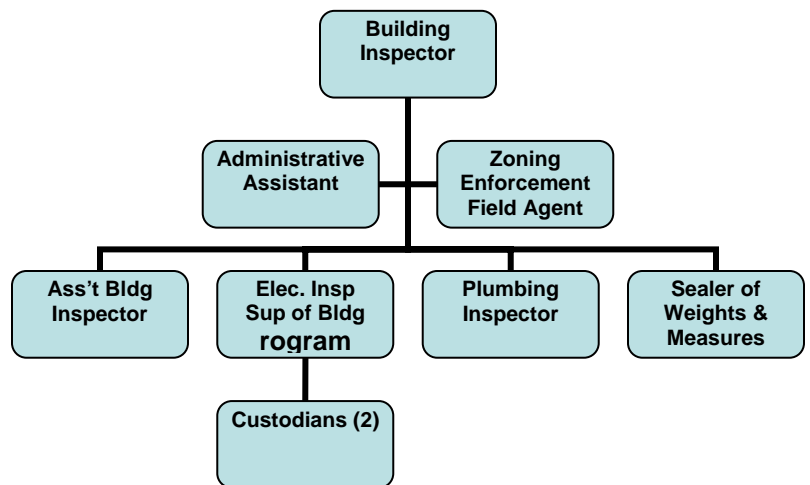 Building
Inspector
Administrative
Assistant
Zoning
Enforcement
Field Agent
Ass't Bldg
Inspector
Elec. Insp
Sup of Bldg
rogram
Plumbing
Inspector
Sealer of
Weights &
Measures
Custodians (2)